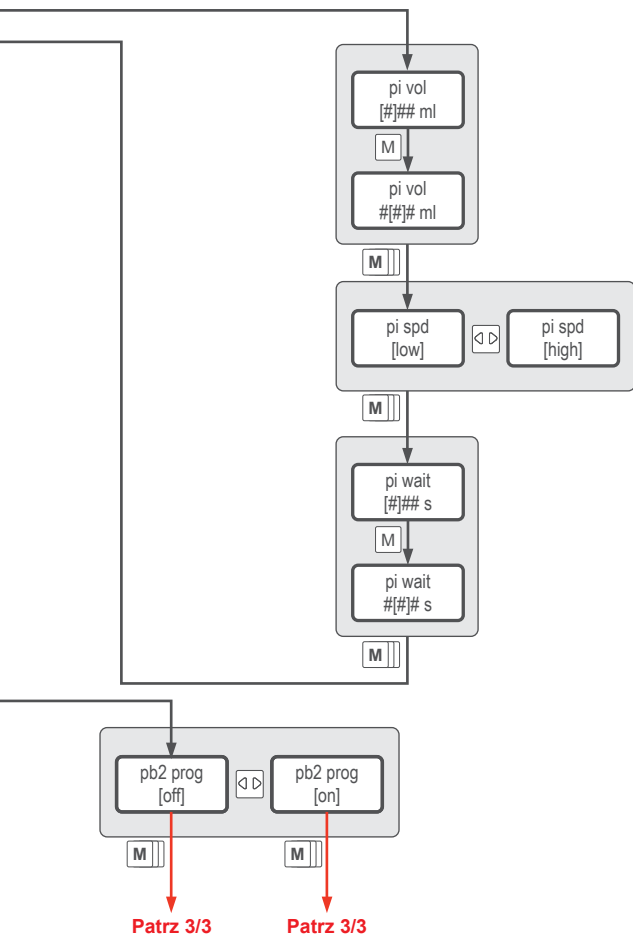 pi vol
[#]## ml
M
pi vol
#[#]# ml
M
pi spd
[low]
pi spd
[high]
M
pi wait
[#]## s
M
pi wait
#[#]# s
M
pb2 prog
[off]
pb2 prog
[on]
M
M
Patrz 3/3
Patrz 3/3